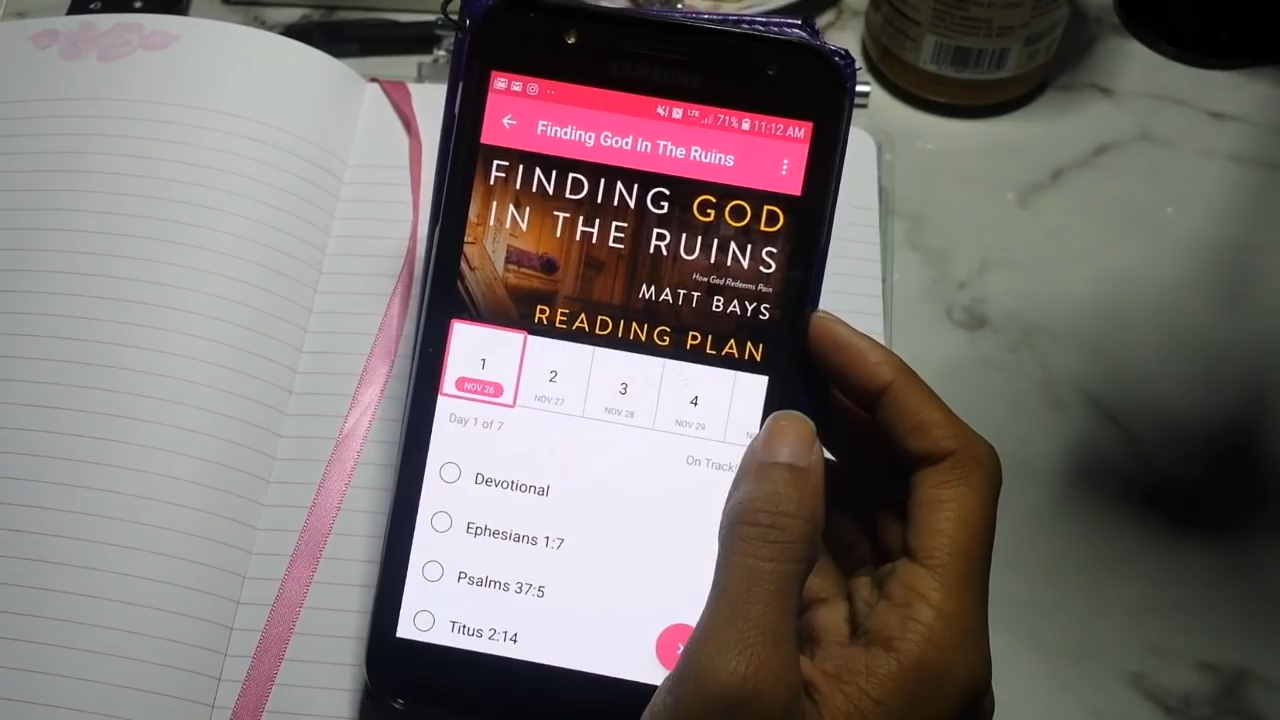 SAMSUNG
LTE 71% 11:12 AM
Finding God In The Ruins
FINDING GOD
IN THE RUINS
How God Redeems Pain
MATT BAYS
READING PLAN
1 2 3 4
NOV 26 NOV 27 NOV 28 NOV 29
Day 1 of 7
On Track!
Devotional
Ephesians 1:7
Psalms 37:5
Titus 2:14